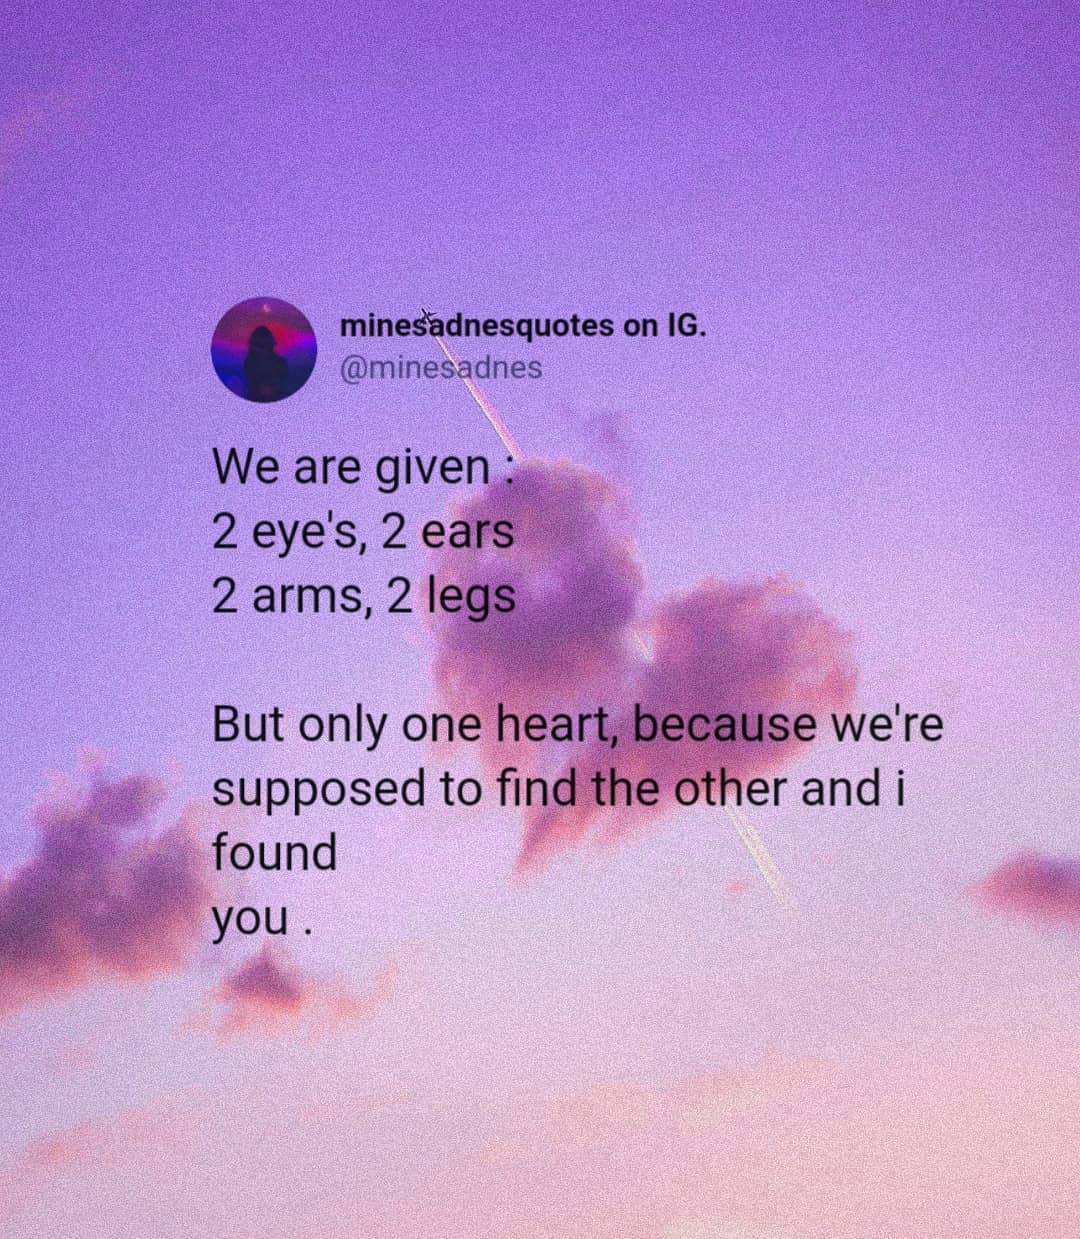 minesadnesquotes on IG.
@minesadnes
We are given :
2 eye's, 2 ears
2 arms, 2 legs
But only one heart, because we're
supposed to find the other and i
found
you .